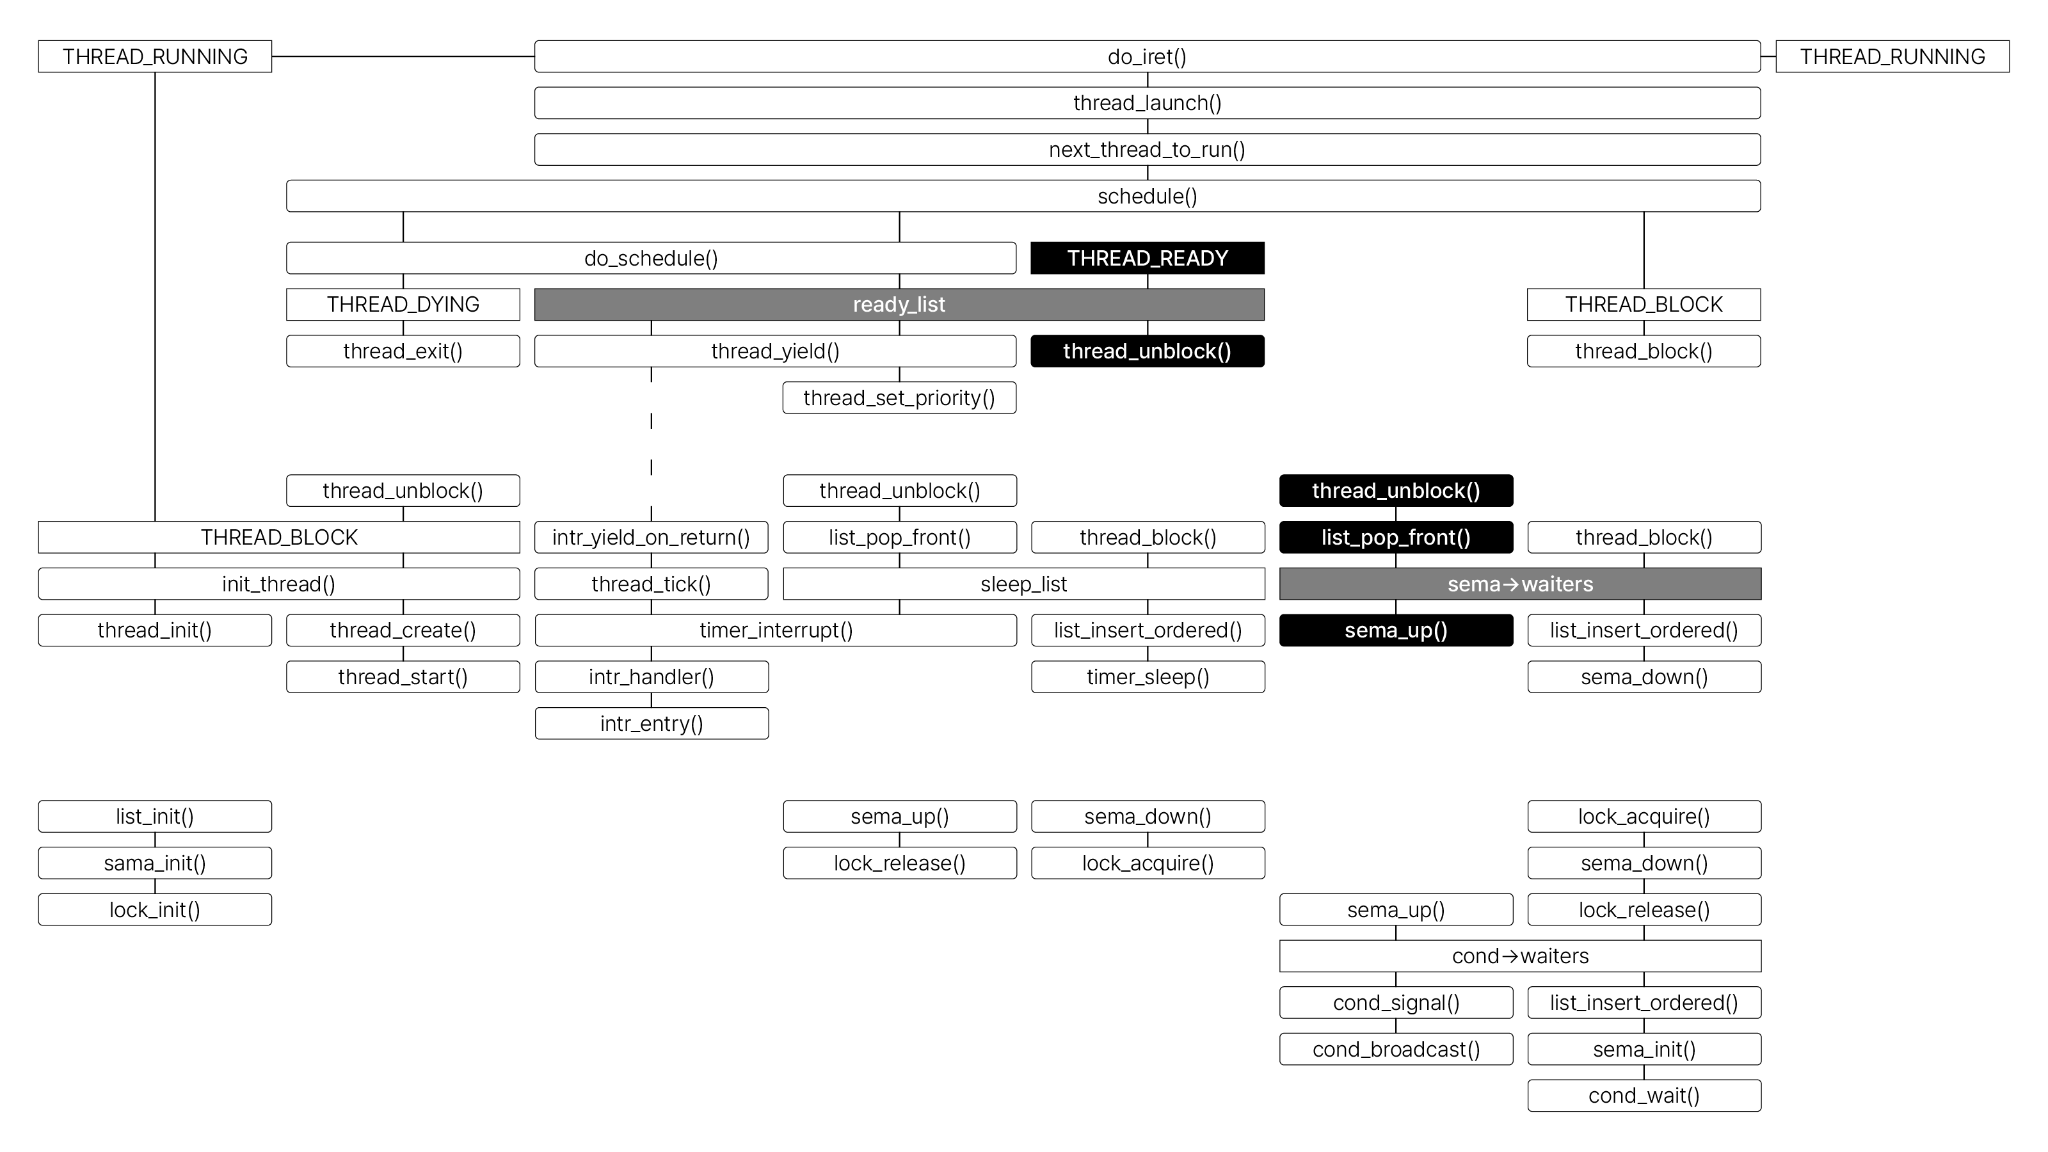 THREAD_RUNNING
do_iret()
THREAD_RUNNING
thread_launch()
next_thread_to_run()
schedule()
do_schedule()
THREAD_READY
THREAD_DYING
ready_list
THREAD_BLOCK
thread_exit()
thread_yield()
thread_unblock()
thread_block()
thread_set_priority()
thread_unblock()
thread_unblock()
thread_unblock()
THREAD_BLOCK
intr_yield_on_return()
list_pop_front()
thread_block()
list_pop_front()
thread_block()
init_thread()
thread_tick()
sleep_list
sema→waiters
thread_init()
thread_create()
timer_interrupt()
list_insert_ordered()
sema_up()
list_insert_ordered()
thread_start()
intr_handler()
timer_sleep()
sema_down()
intr_entry()
list_init()
sema_up()
sema_down()
lock_acquire()
sama_init()
lock_release()
lock_acquire()
sema_down()
lock_init()
sema_up()
lock_release()
cond→waiters
cond_signal()
list_insert_ordered()
cond_broadcast()
sema_init()
cond_wait()